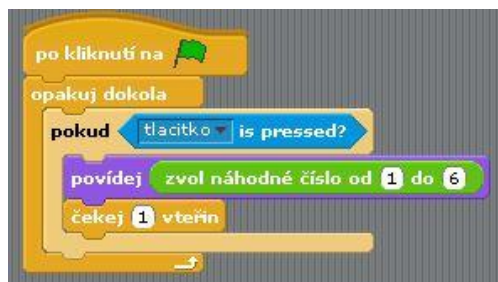 po kliknutí na
opakuj dokola
pokud tlacitko is pressed?
povídej zvol náhodné číslo od 1 do 6
čekej 1 vteřin